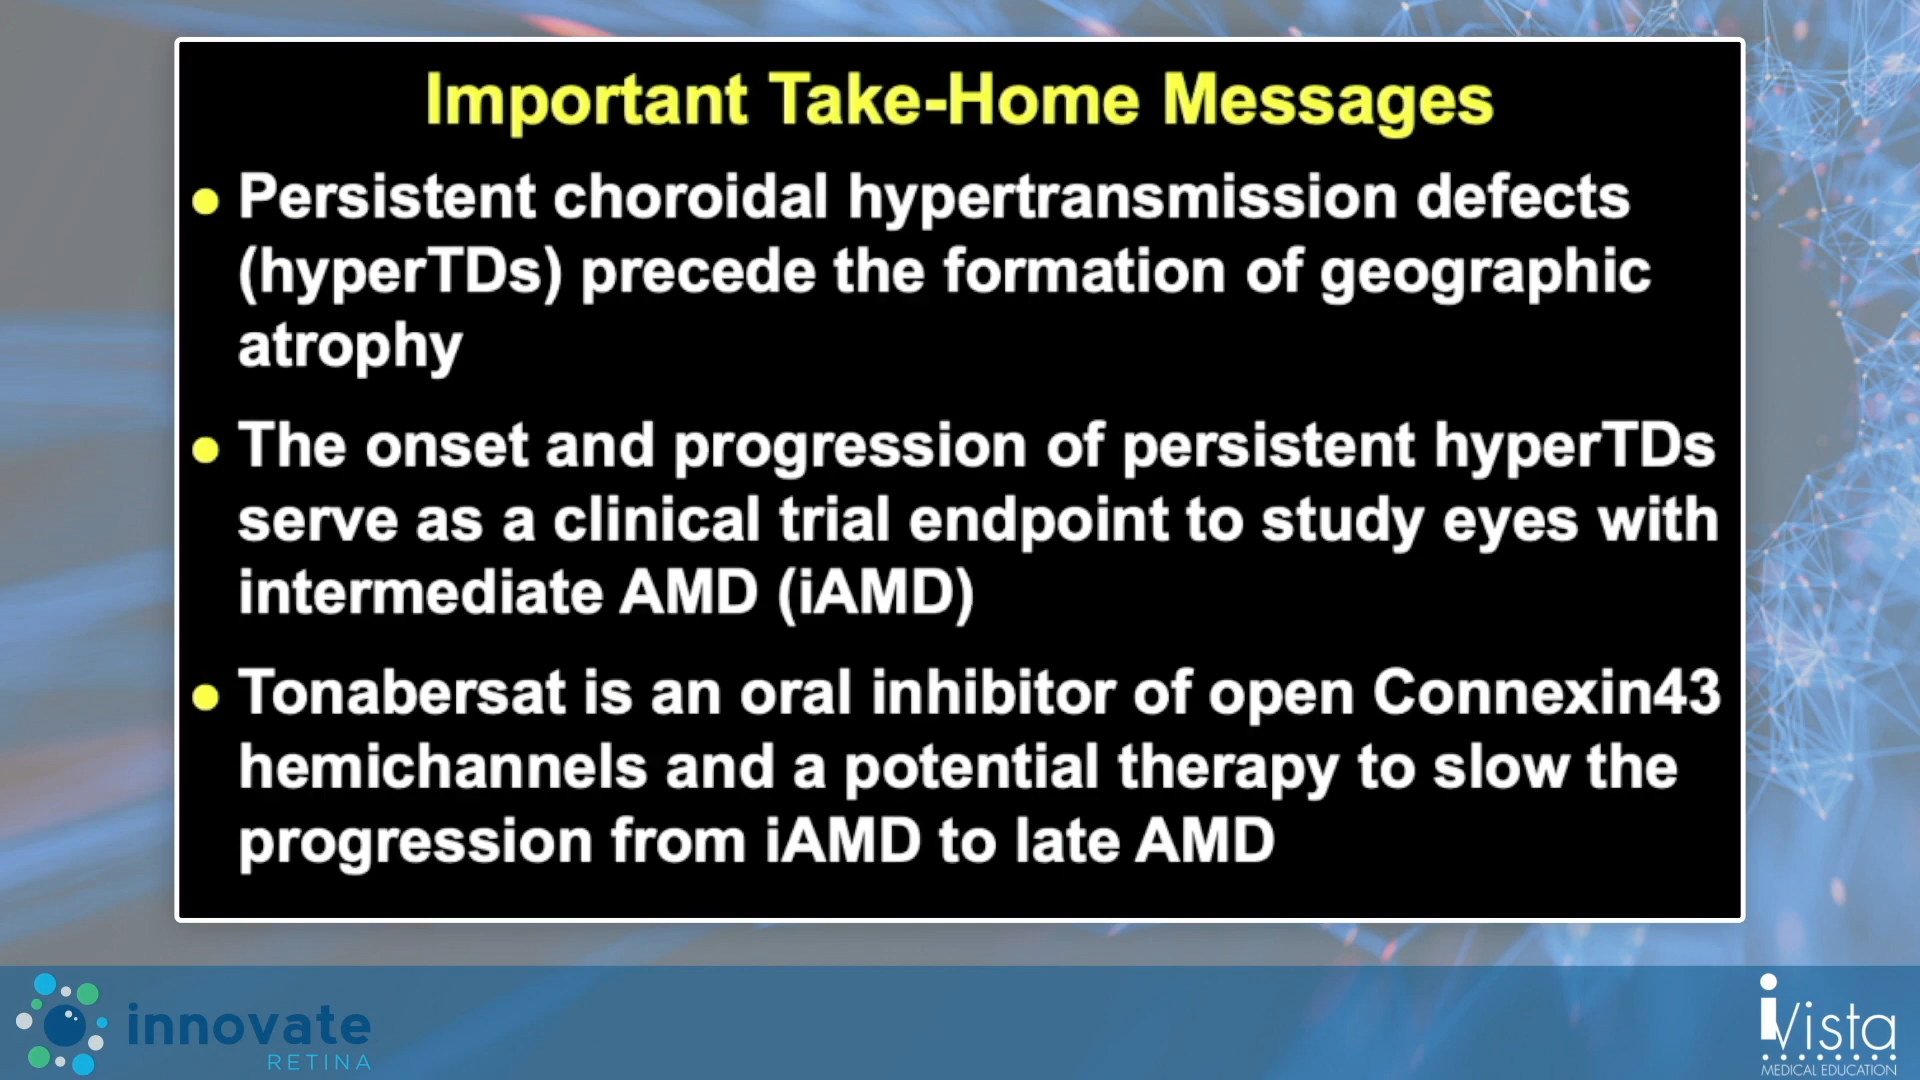 Important Take-Home Messages
• Persistent choroidal hypertransmission defects
(hyperTDs) precede the formation of geographic
atrophy
• The onset and progression of persistent hyperTDs
serve as a clinical trial endpoint to study eyes with
intermediate AMD (iAMD)
• Tonabersat is an oral inhibitor of open Connexin43
hemichannels and a potential therapy to slow the
progression from iAMD to late AMD
innovate
RETINA
iVista
MEDICAL EDUCATION